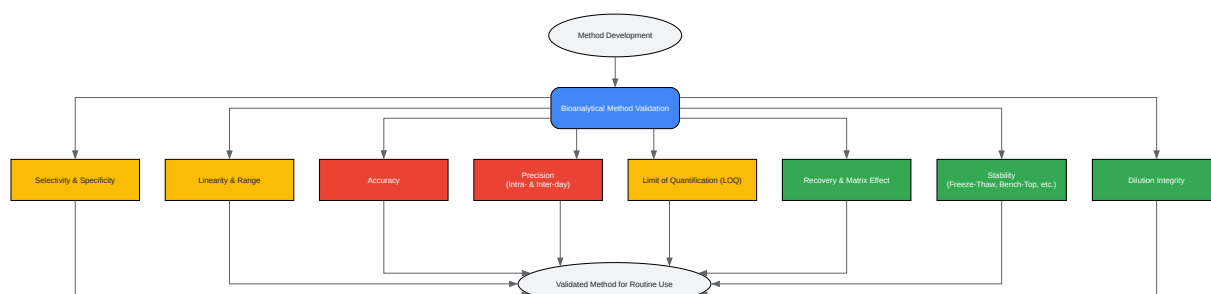 Method Development
Bioanalytical Method Validation
Selectivity & Specificity
Linearity & Range
Accuracy
Precision
(Intra- & Inter-day)
Limit of Quantification (LOQ)
Recovery & Matrix Effect
Stability
(Freeze-Thaw, Bench-Top, etc.)
Dilution Integrity
Validated Method for Routine Use